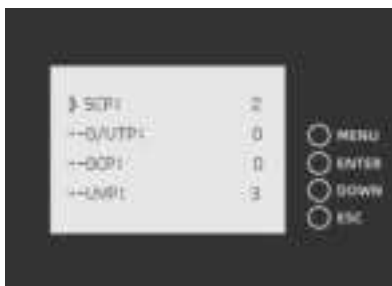 SCP: 2
--O/UTP: 0
--OCP: 0
--UVP: 3
MENU
ENTER
DOWN
ESC